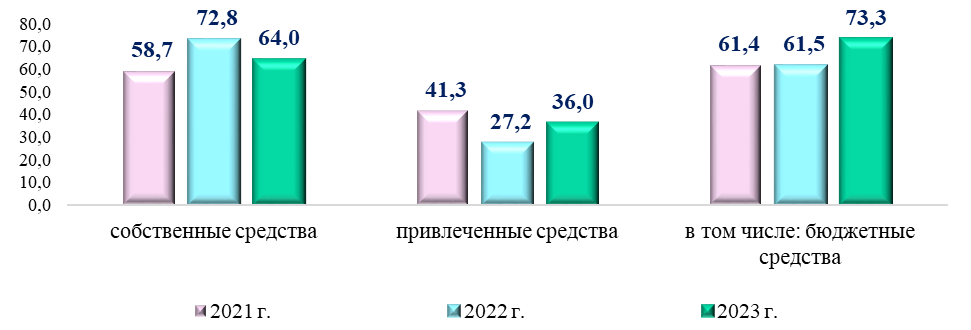 80,0
70,0
60,0
50,0
40,0
30,0
20,0
10,0
0,0
58,7
72,8
64,0
41,3
27,2
36,0
61,4
61,5
73,3
собственные средства
привлеченные средства
в том числе: бюджетные
средства
2021 г.
2022 г.
2023 г.